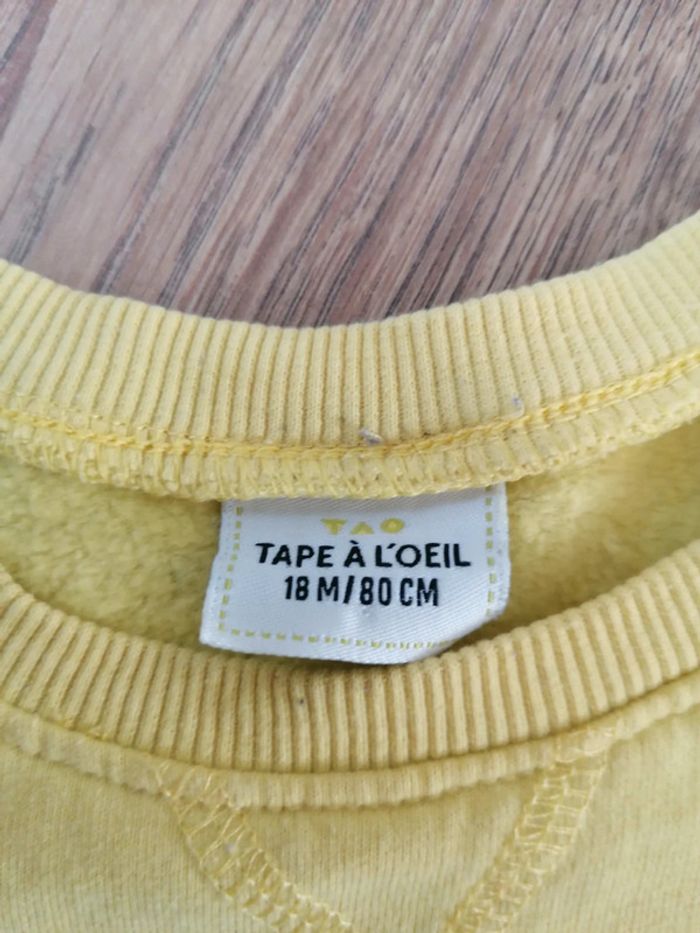 TAO
TAPE À L'OEIL
18 M/80 CM